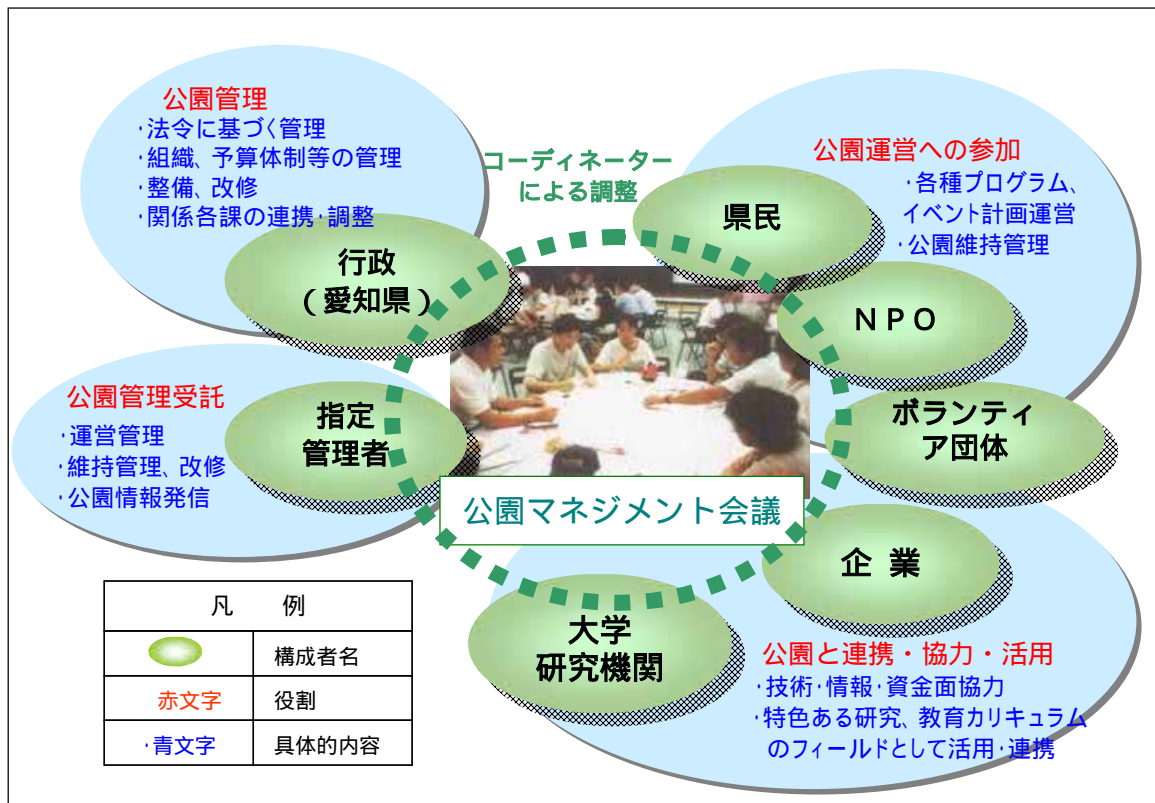 公園管理
・法令に基づく管理
・組織、予算体制等の管理
・整備、改修
・関係各課の連携・調整
行政
（愛知県）
コーディネーター
による調整
県民
公園運営への参加
・各種プログラム、
イベント計画運営
・公園維持管理
ＮＰＯ
ボランティ
ア団体
公園管理受託
・運営管理
・維持管理、改修
・公園情報発信
指定
管理者
公園マネジメント会議
企 業
大学
研究機関
公園と連携・協力・活用
・技術・情報・資金面協力
・特色ある研究、教育カリキュラム
のフィールドとして活用・連携
凡 例
構成者名
赤文字 役割
・青文字 具体的内容